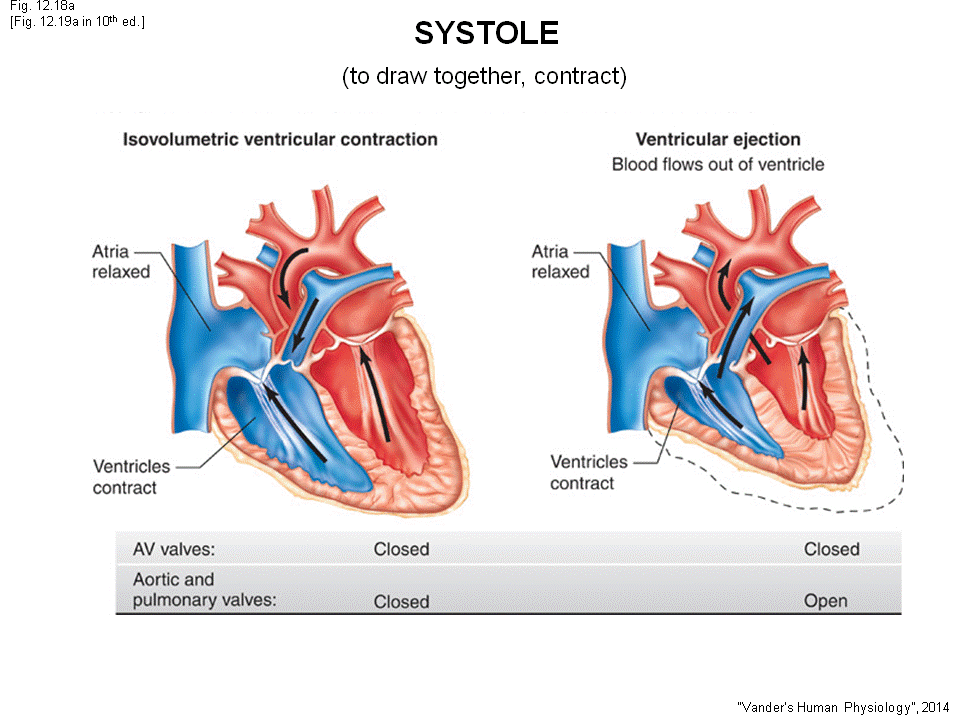 Fig. 12.18a
[Fig. 12.19a in 10th ed.]
SYSTOLE
(to draw together, contract)
Isovolumetric ventricular contraction
Ventricular ejection
Blood flows out of ventricle
Atria
relaxed
Atria
relaxed
Ventricles
contract
Ventricles
contract
AV valves: Closed Closed
Aortic and
pulmonary valves: Closed Open
"Vander's Human Physiology", 2014